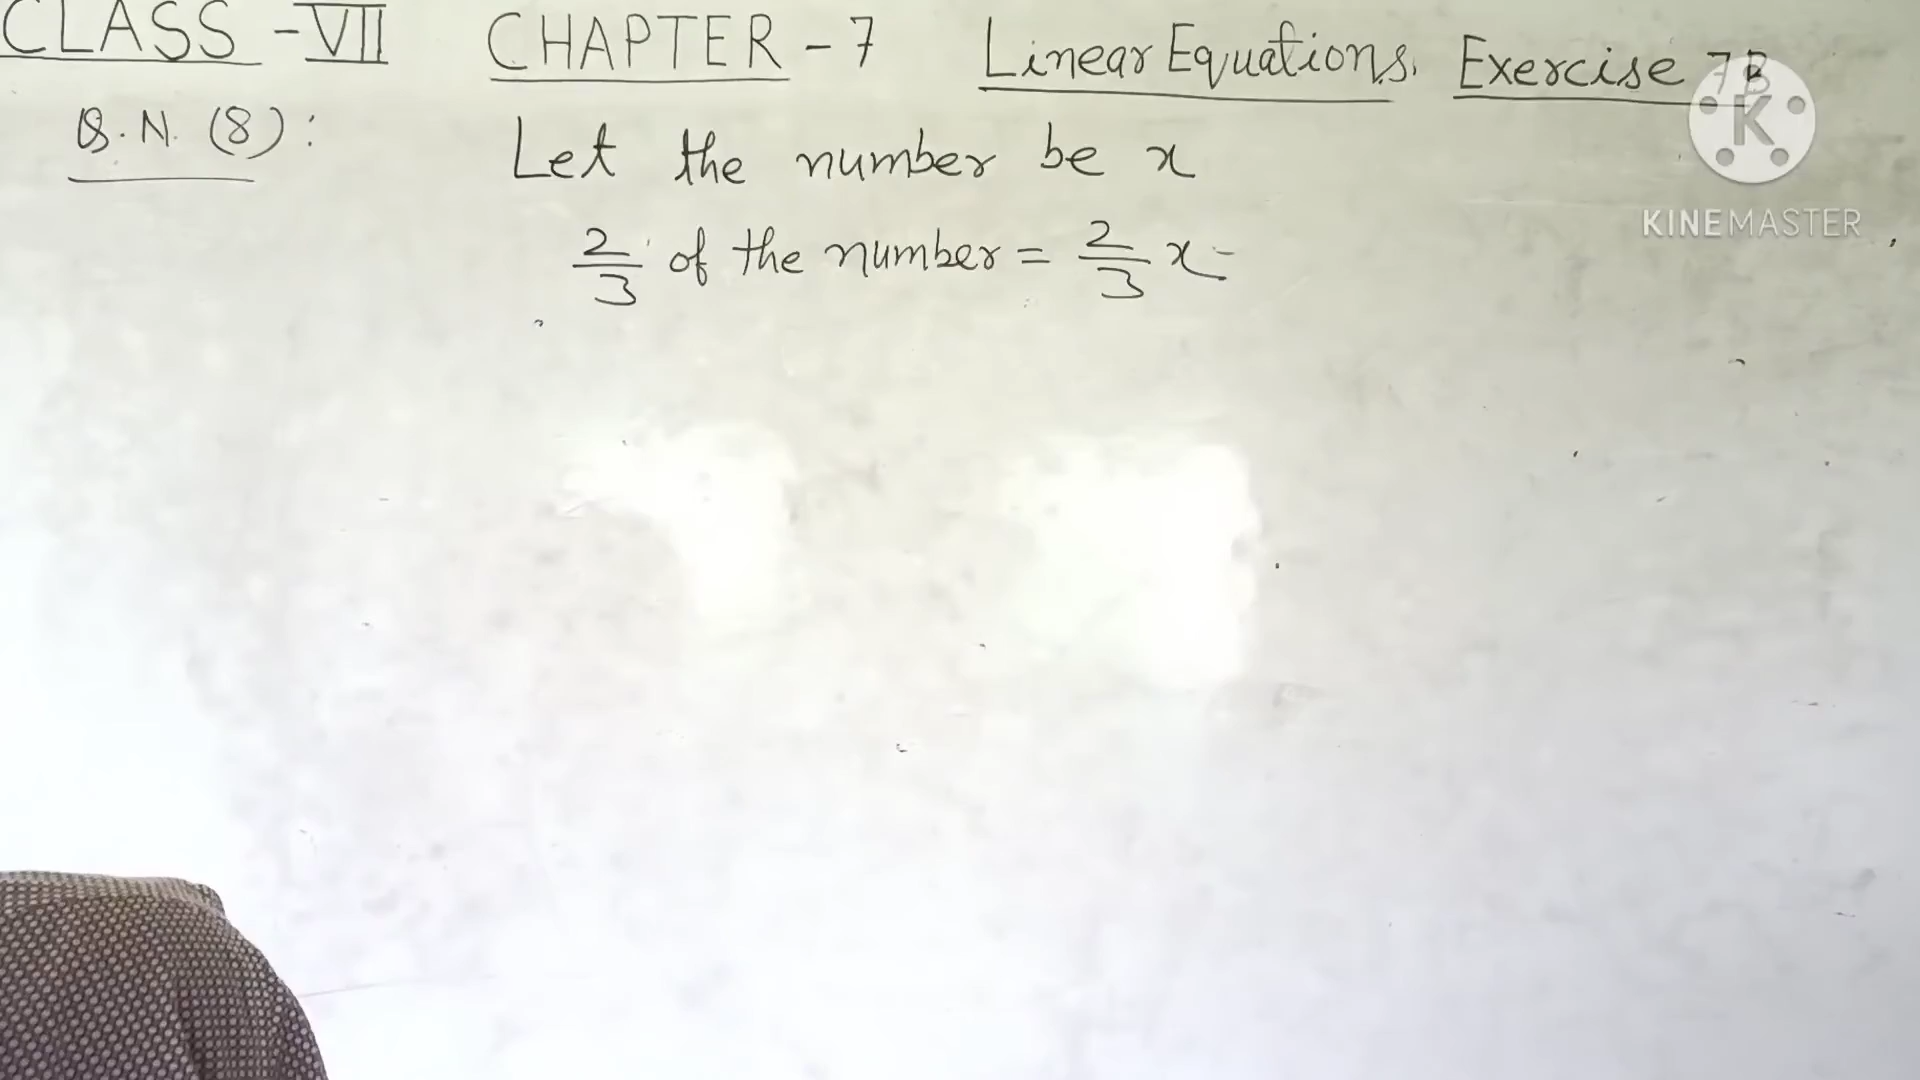 CLASS - VII CHAPTER - 7 Linear Equations. Exercise 7B
Q.N. (8): Let the number be x
2/3 of the number = 2/3 x
K
KINEMASTER